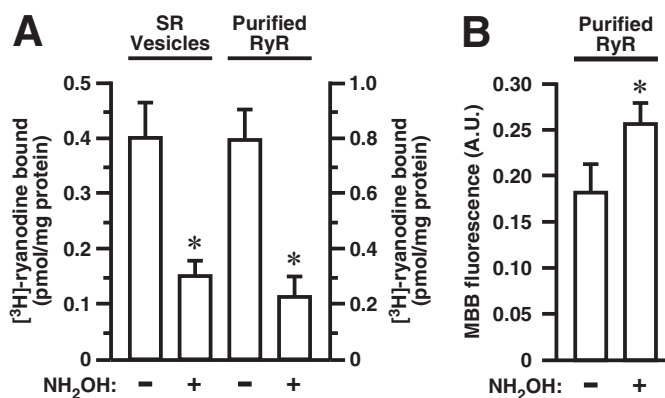 A
SR
Vesicles
Purified
RyR
[³H]-ryanodine bound
(pmol/mg protein)
0.5
0.4
0.3
0.2
0.1
0
*
*
1.0
0.8
0.6
0.4
0.2
0
[³H]-ryanodine bound
(pmol/mg protein)
NH₂OH: – + – +
B
Purified
RyR
MBB fluorescence (A.U.)
0.30
0.25
0.20
0.15
0.10
0.05
0
*
– +